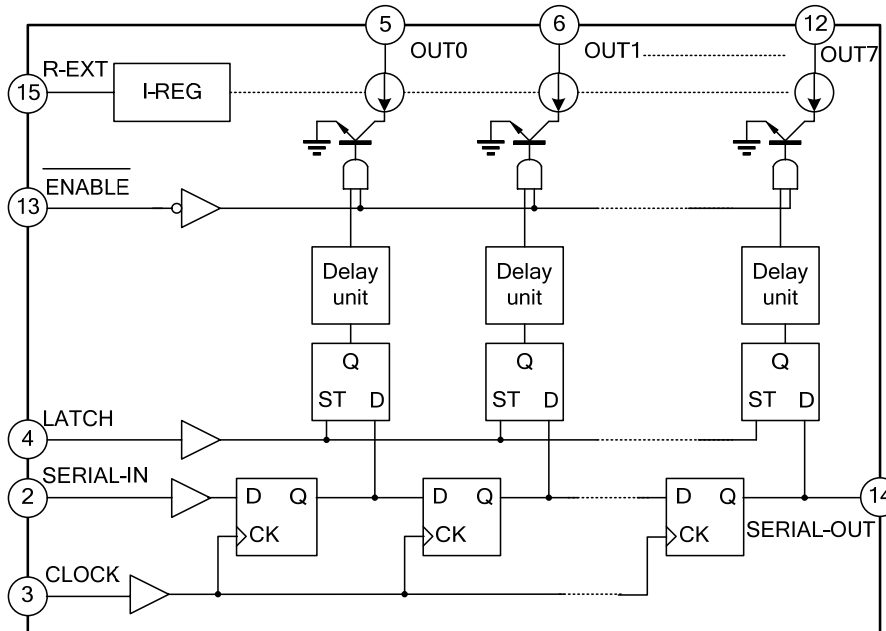 5 6 12
OUT0 OUT1 OUT7
R-EXT
15 I-REG
ENABLE
13
Delay unit Delay unit Delay unit
Q Q Q
ST D ST D ST D
LATCH
4
SERIAL-IN
2 D Q D Q D Q 14
CK CK CK SERIAL-OUT
CLOCK
3